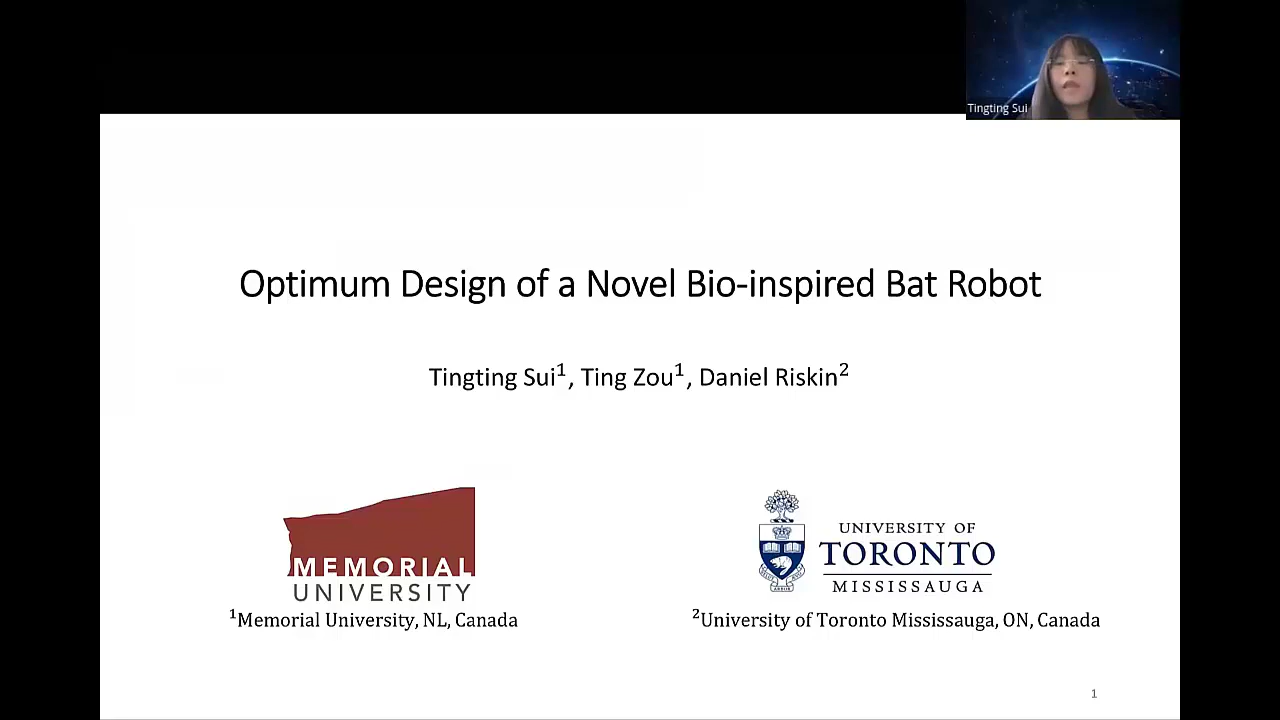 Tingting Sui
Optimum Design of a Novel Bio-inspired Bat Robot
Tingting Sui¹, Ting Zou¹, Daniel Riskin²
MEMORIAL
UNIVERSITY
¹Memorial University, NL, Canada
UNIVERSITY OF
TORONTO
MISSISSAUGA
²University of Toronto Mississauga, ON, Canada
1